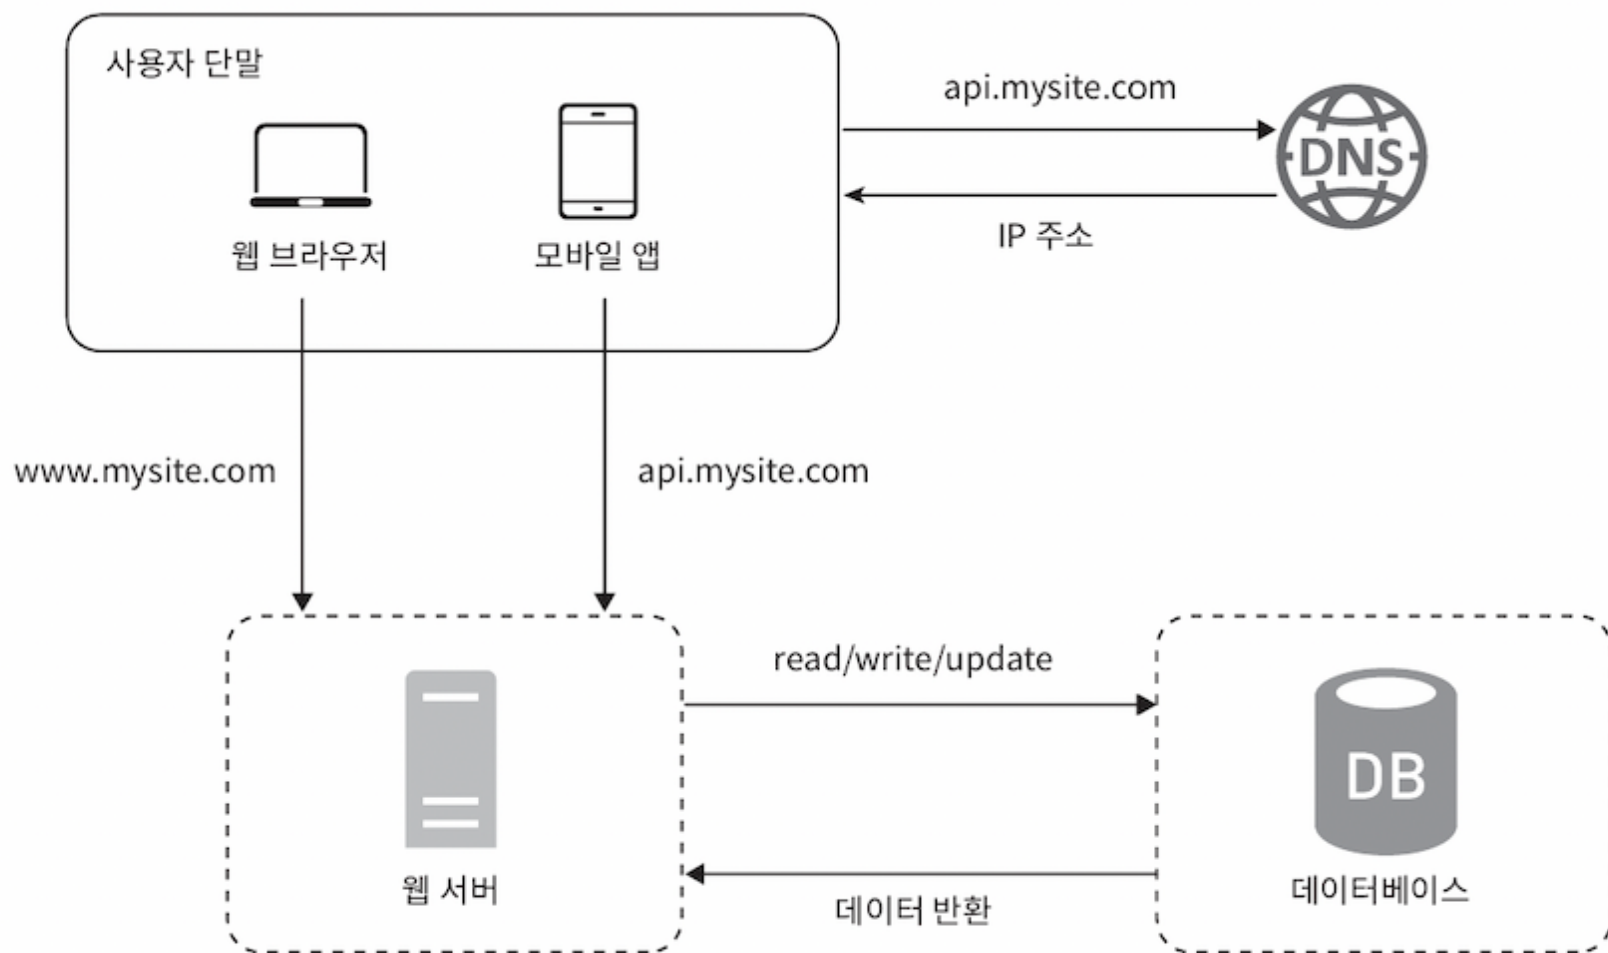 사용자 단말
api.mysite.com
DNS
웹 브라우저
모바일 앱
IP 주소
www.mysite.com
api.mysite.com
read/write/update
DB
웹 서버
데이터베이스
데이터 반환